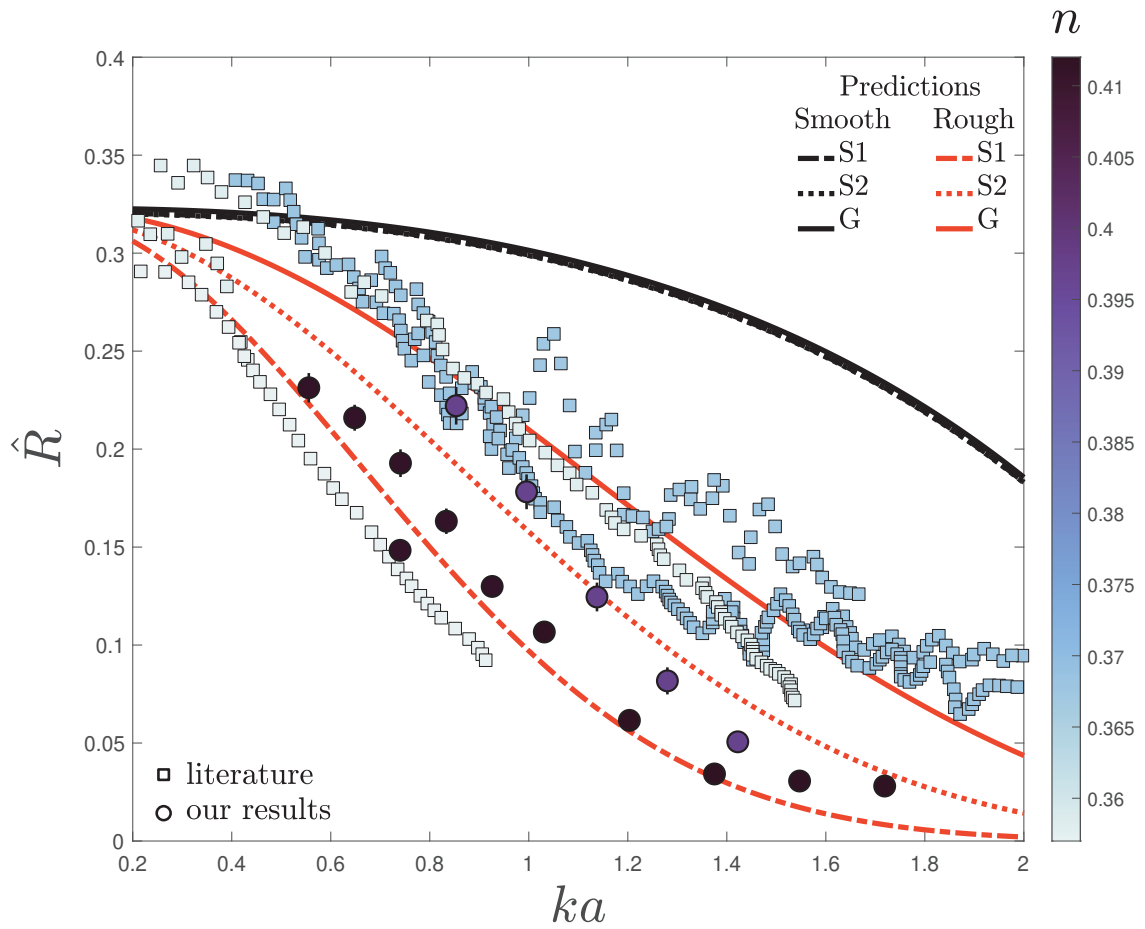 n
0.4
0.35
0.3
0.25
0.2
0.15
0.1
0.05
0
R̂
Predictions
Smooth Rough
S1 S1
S2 S2
G G
literature
our results
0.2 0.4 0.6 0.8 1 1.2 1.4 1.6 1.8 2
ka
0.41
0.405
0.4
0.395
0.39
0.385
0.38
0.375
0.37
0.365
0.36